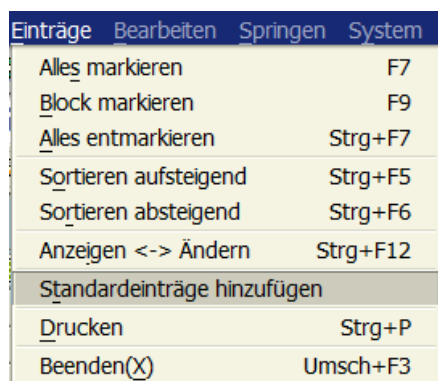 Einträge Bearbeiten Springen System
Alles markieren F7
Block markieren F9
Alles entmarkieren Strg+F7
Sortieren aufsteigend Strg+F5
Sortieren absteigend Strg+F6
Anzeigen <-> Ändern Strg+F12
Standardeinträge hinzufügen
Drucken Strg+P
Beenden(X) Umsch+F3